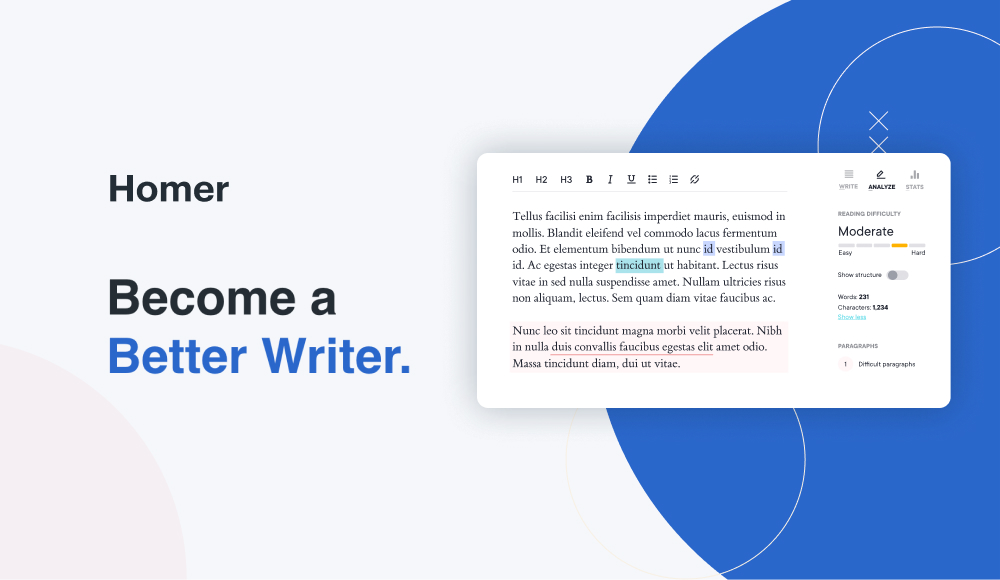 Homer
Become a
Better Writer.
H1 H2 H3 B I U
Tellus facilisi enim facilisis imperdiet mauris, euismod in
mollis. Blandit eleifend vel commodo lacus fermentum
odio. Et elementum bibendum ut nunc id vestibulum id
id. Ac egestas integer tincidunt ut habitant. Lectus risus
vitae in sed nulla suspendisse amet. Nullam ultricies risus
non aliquam, lectus. Sem quam diam vitae faucibus ac.
Nunc leo sit tincidunt magna morbi velit placerat. Nibh
in nulla duis convallis faucibus egestas elit amet odio.
Massa tincidunt diam, dui ut vitae.
WRITE ANALYZE STATS
READING DIFFICULTY
Moderate
Easy Hard
Show structure
Words: 231
Characters: 1,234
Show less
PARAGRAPHS
1 Difficult paragraphs